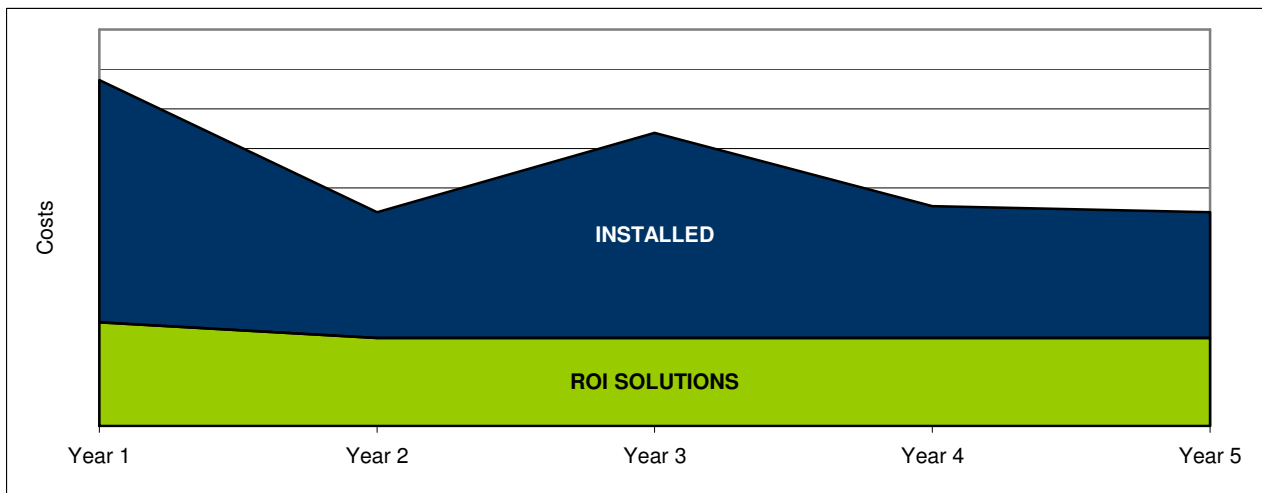 Costs
INSTALLED
ROI SOLUTIONS
Year 1
Year 2
Year 3
Year 4
Year 5